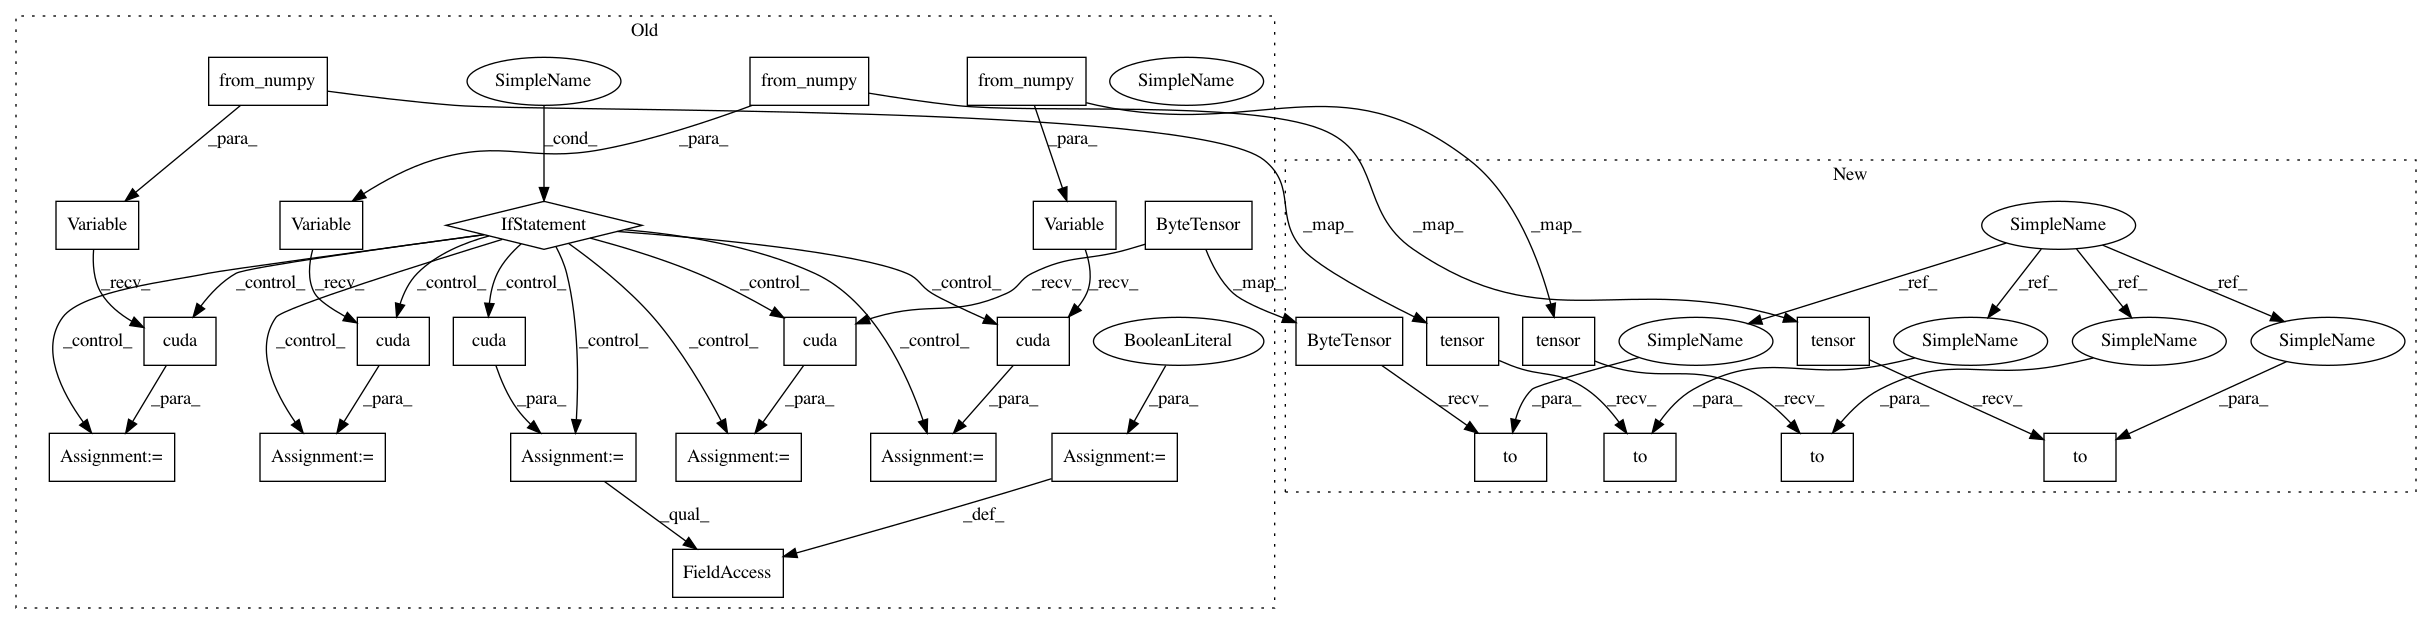 Old
from_numpy
SimpleName
from_numpy
from_numpy
SimpleName
_para_
_cond_
_para_
_para_
New
Variable
Variable
IfStatement
Variable
ByteTensor
_map_
_map_
_map_
SimpleName
_recv_
_control_
_recv_
_control_
_control_
_control_
_control_
_recv_
_recv_
_map_
_ref_
_ref_
_ref_
_ref_
_control_
cuda
_control_
cuda
cuda
_control_
_control_
cuda
_control_
cuda
BooleanLiteral
ByteTensor
tensor
tensor
SimpleName
tensor
SimpleName
SimpleName
SimpleName
_para_
_para_
_para_
_para_
_para_
_para_
_recv_
_para_
_recv_
_para_
_recv_
_para_
_recv_
_para_
Assignment:=
Assignment:=
Assignment:=
Assignment:=
Assignment:=
Assignment:=
to
to
to
to
_qual_
_def_
FieldAccess